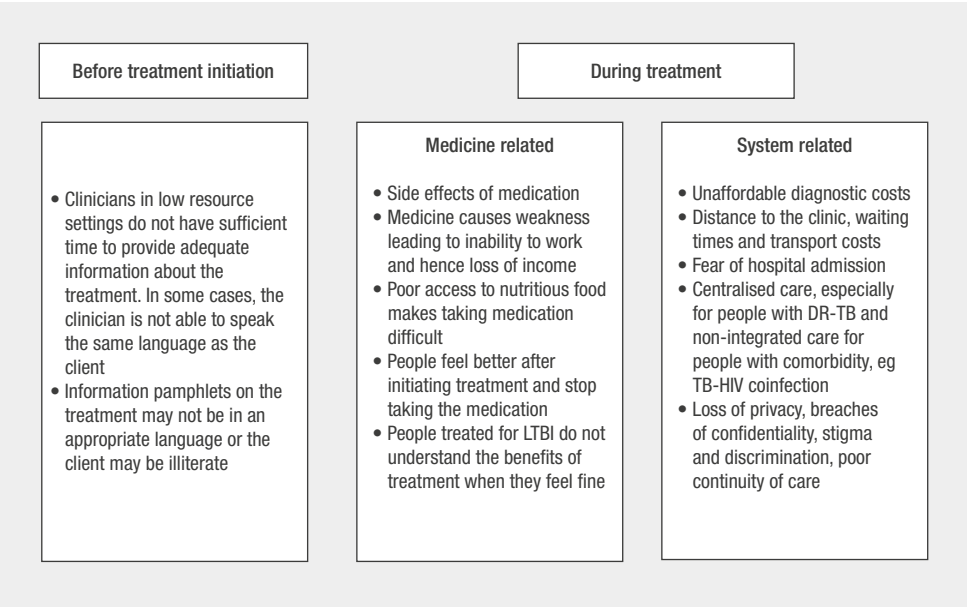 Before treatment initiation
During treatment
• Clinicians in low resource
settings do not have sufficient
time to provide adequate
information about the
treatment. In some cases, the
clinician is not able to speak
the same language as the
client
• Information pamphlets on the
treatment may not be in an
appropriate language or the
client may be illiterate
Medicine related
• Side effects of medication
• Medicine causes weakness
leading to inability to work
and hence loss of income
• Poor access to nutritious food
makes taking medication
difficult
• People feel better after
initiating treatment and stop
taking the medication
• People treated for LTBI do not
understand the benefits of
treatment when they feel fine
System related
• Unaffordable diagnostic costs
• Distance to the clinic, waiting
times and transport costs
• Fear of hospital admission
• Centralised care, especially
for people with DR-TB and
non-integrated care for
people with comorbidity, eg
TB-HIV coinfection
• Loss of privacy, breaches
of confidentiality, stigma
and discrimination, poor
continuity of care